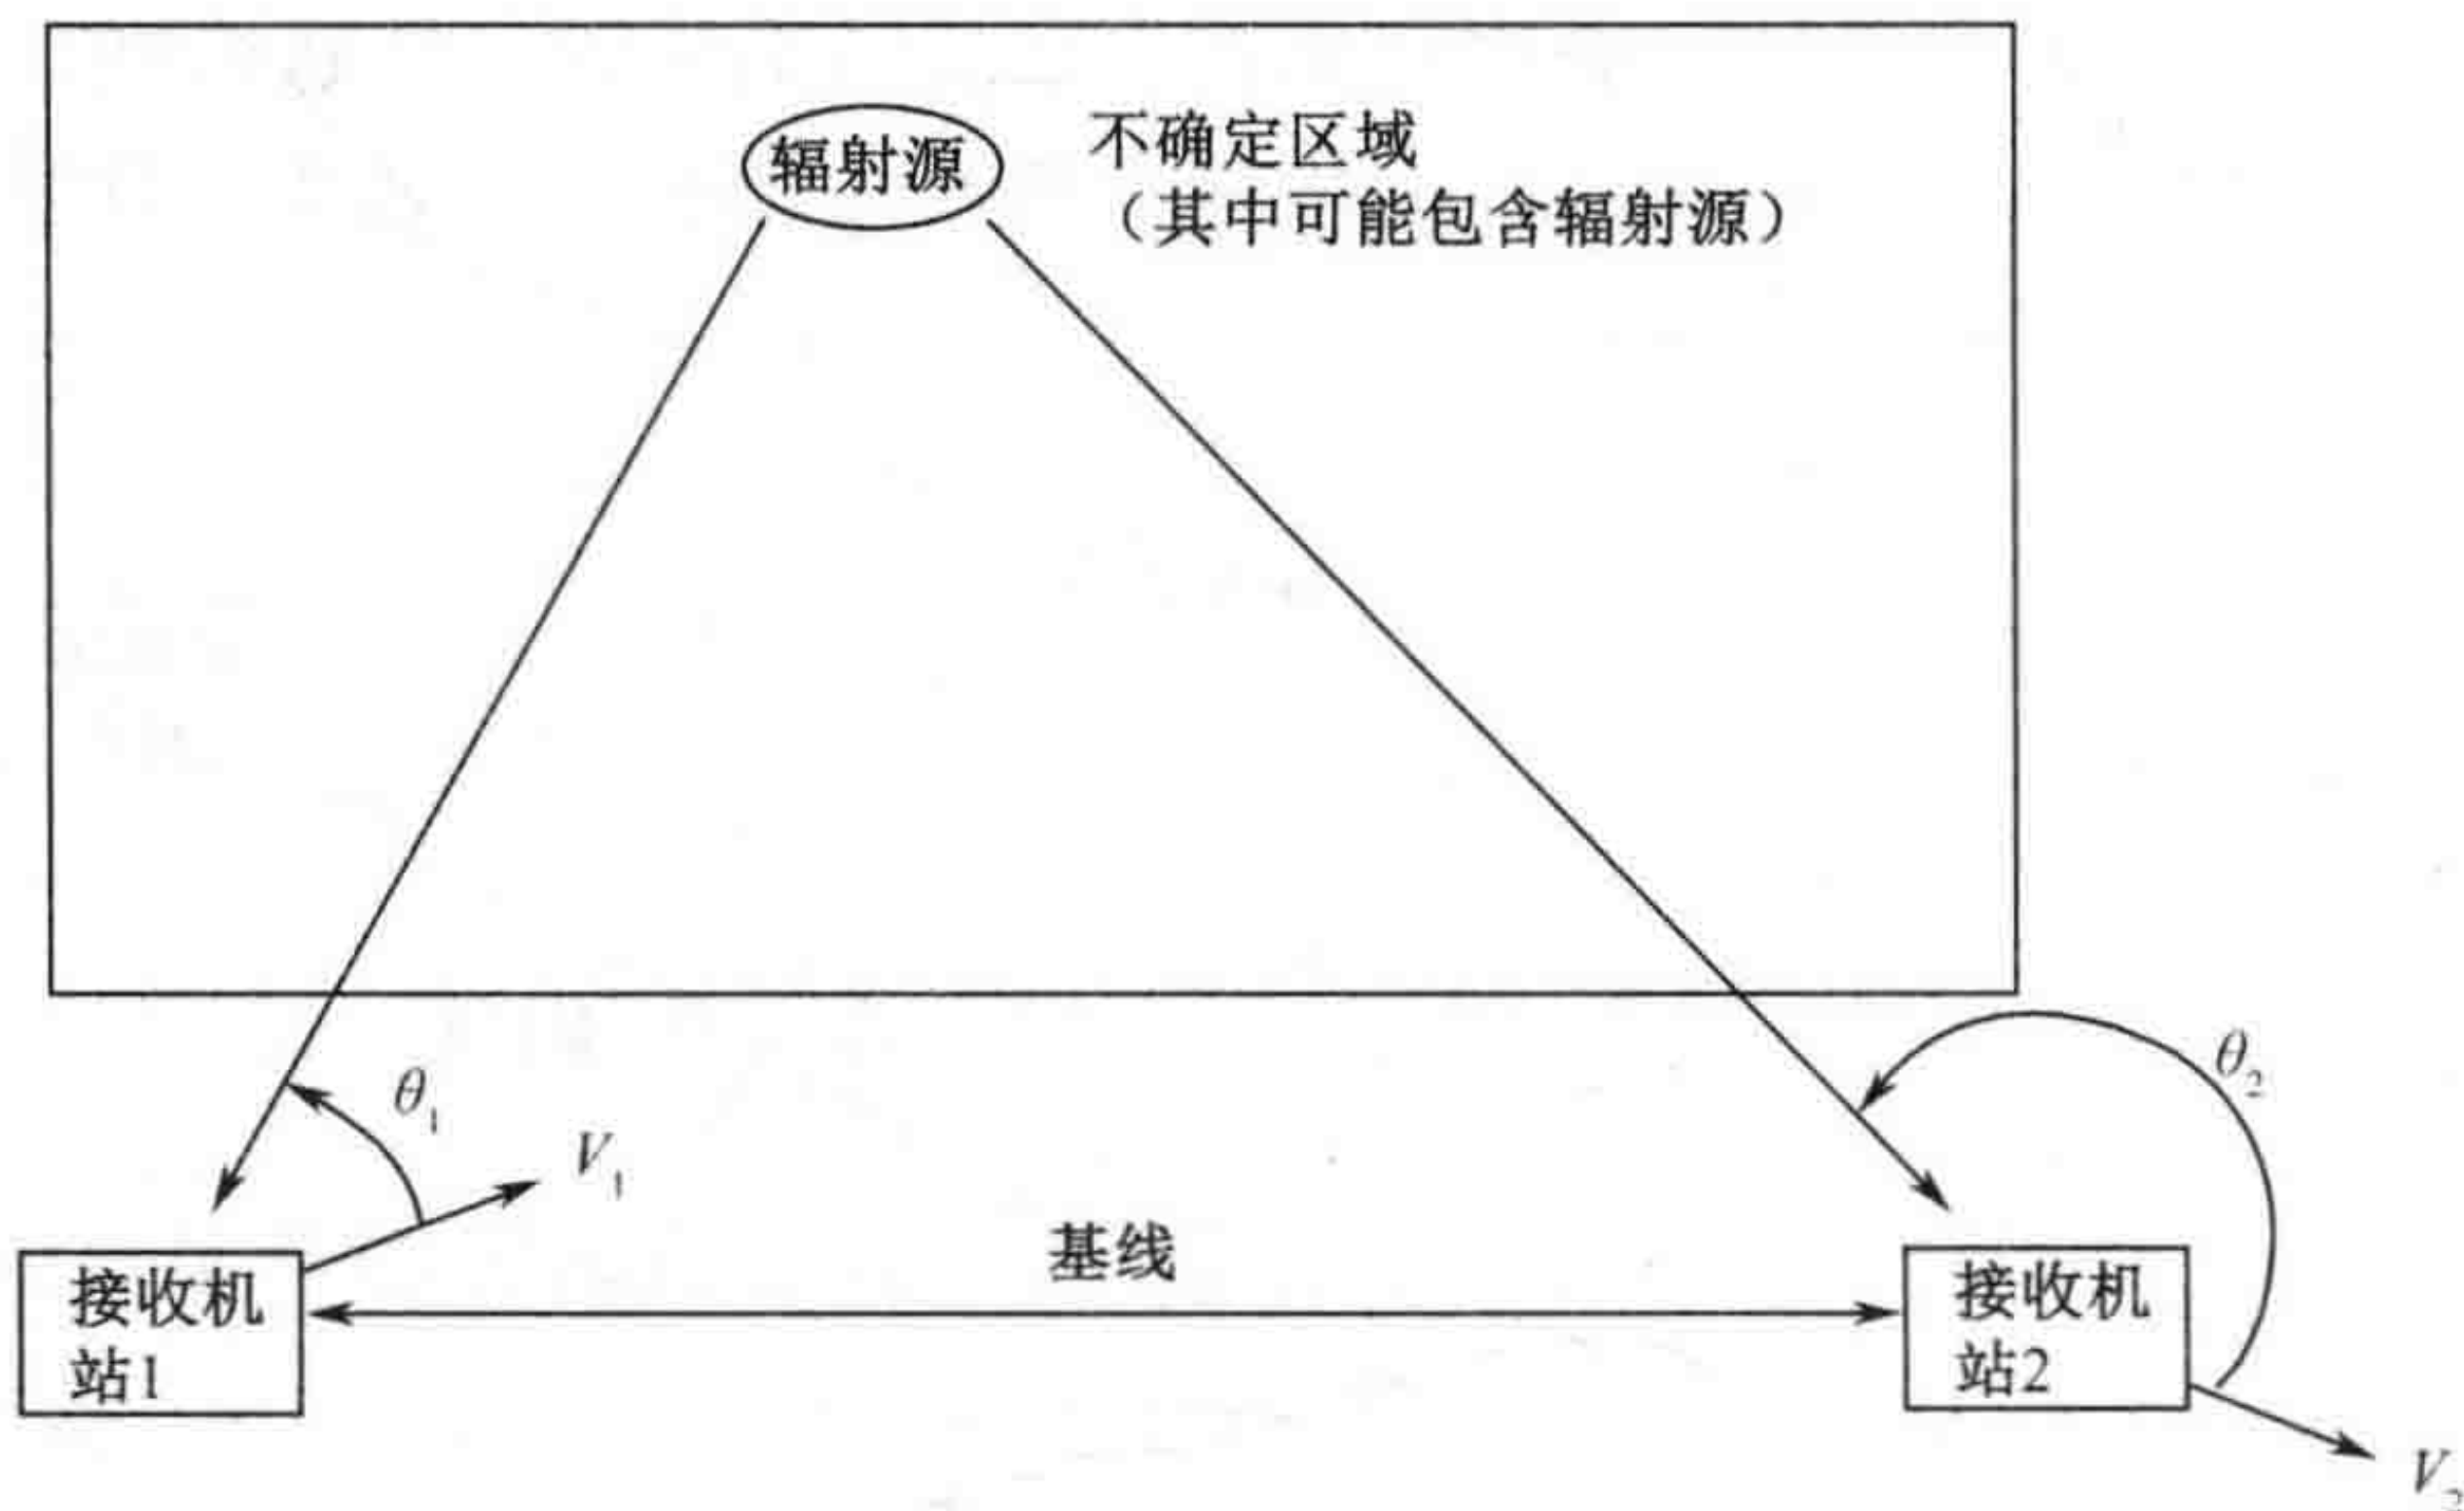 辐射源
不确定区域
（其中可能包含辐射源）
θ₁
V₁
θ₂
基线
接收机
站1
接收机
站2
V₂